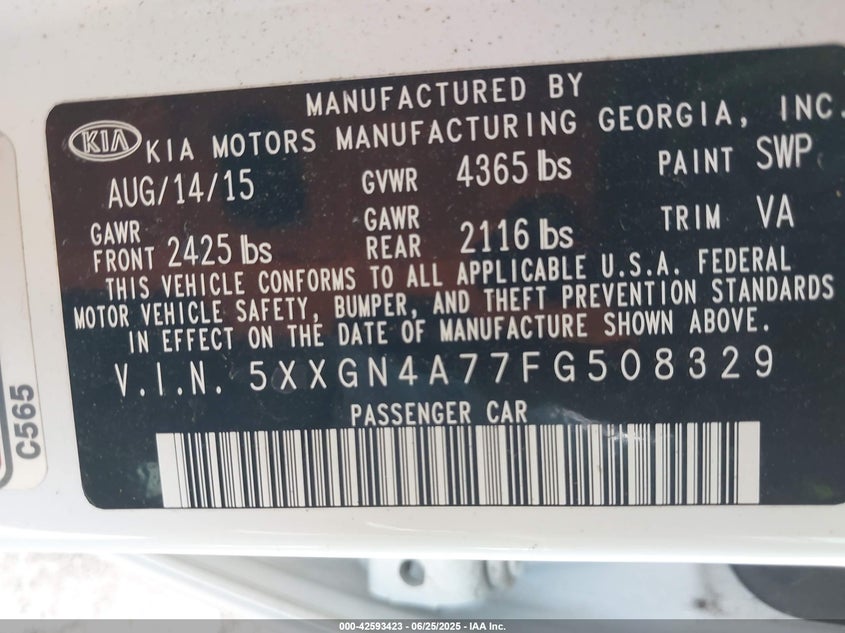 MANUFACTURED BY
KIA KIA MOTORS MANUFACTURING GEORGIA, INC.
AUG/14/15 GVWR 4365 lbs PAINT SWP
GAWR FRONT 2425 lbs GAWR REAR 2116 lbs TRIM VA
THIS VEHICLE CONFORMS TO ALL APPLICABLE U.S.A. FEDERAL
MOTOR VEHICLE SAFETY, BUMPER, AND THEFT PREVENTION STANDARDS
IN EFFECT ON THE DATE OF MANUFACTURE SHOWN ABOVE.
V.I.N. 5XXGN4A77FG508329
PASSENGER CAR
C565
000-42593423 - 06/25/2025 - IAA Inc.